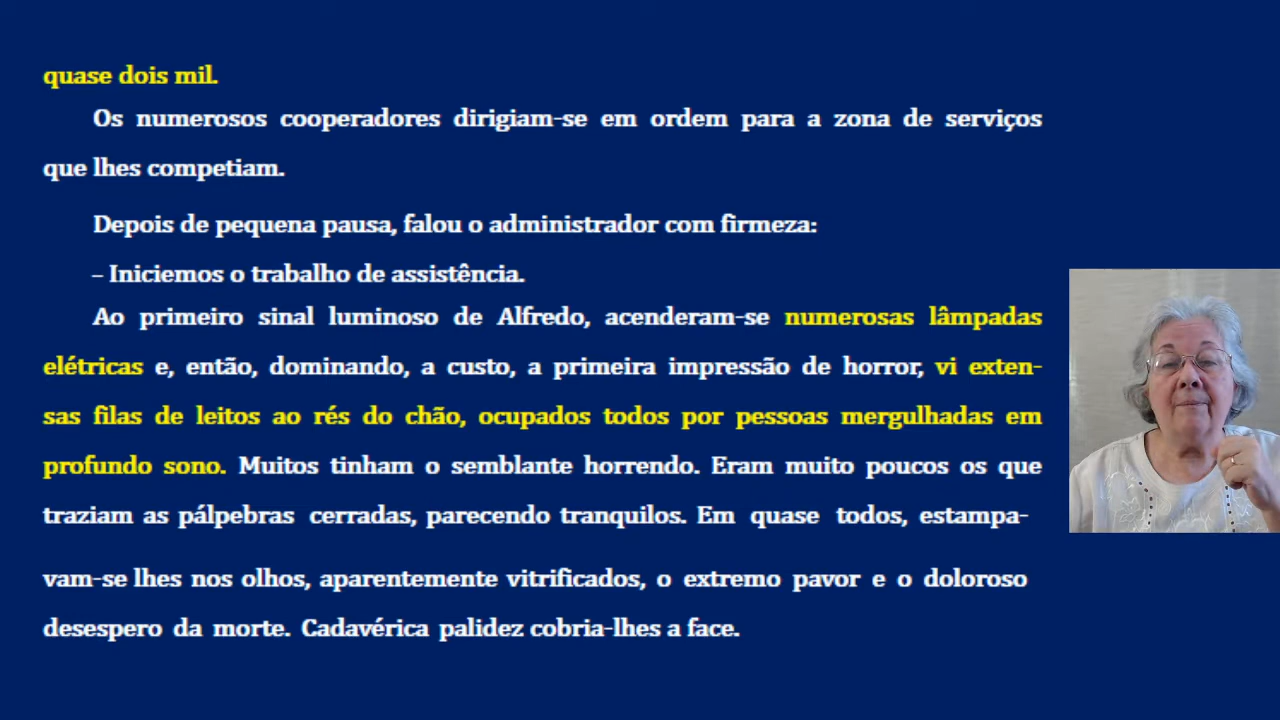 quase dois mil.
Os numerosos cooperadores dirigiam-se em ordem para a zona de serviços
que lhes competiam.
Depois de pequena pausa, falou o administrador com firmeza:
– Iniciemos o trabalho de assistência.
Ao primeiro sinal luminoso de Alfredo, acenderam-se numerosas lâmpadas
elétricas e, então, dominando, a custo, a primeira impressão de horror, vi exten-
sas filas de leitos ao rés do chão, ocupados todos por pessoas mergulhadas em
profundo sono. Muitos tinham o semblante horrendo. Eram muito poucos os que
traziam as pálpebras cerradas, parecendo tranquilos. Em quase todos, estampa-
vam-se lhes nos olhos, aparentemente vitrificados, o extremo pavor e o doloroso
desespero da morte. Cadavérica palidez cobria-lhes a face.